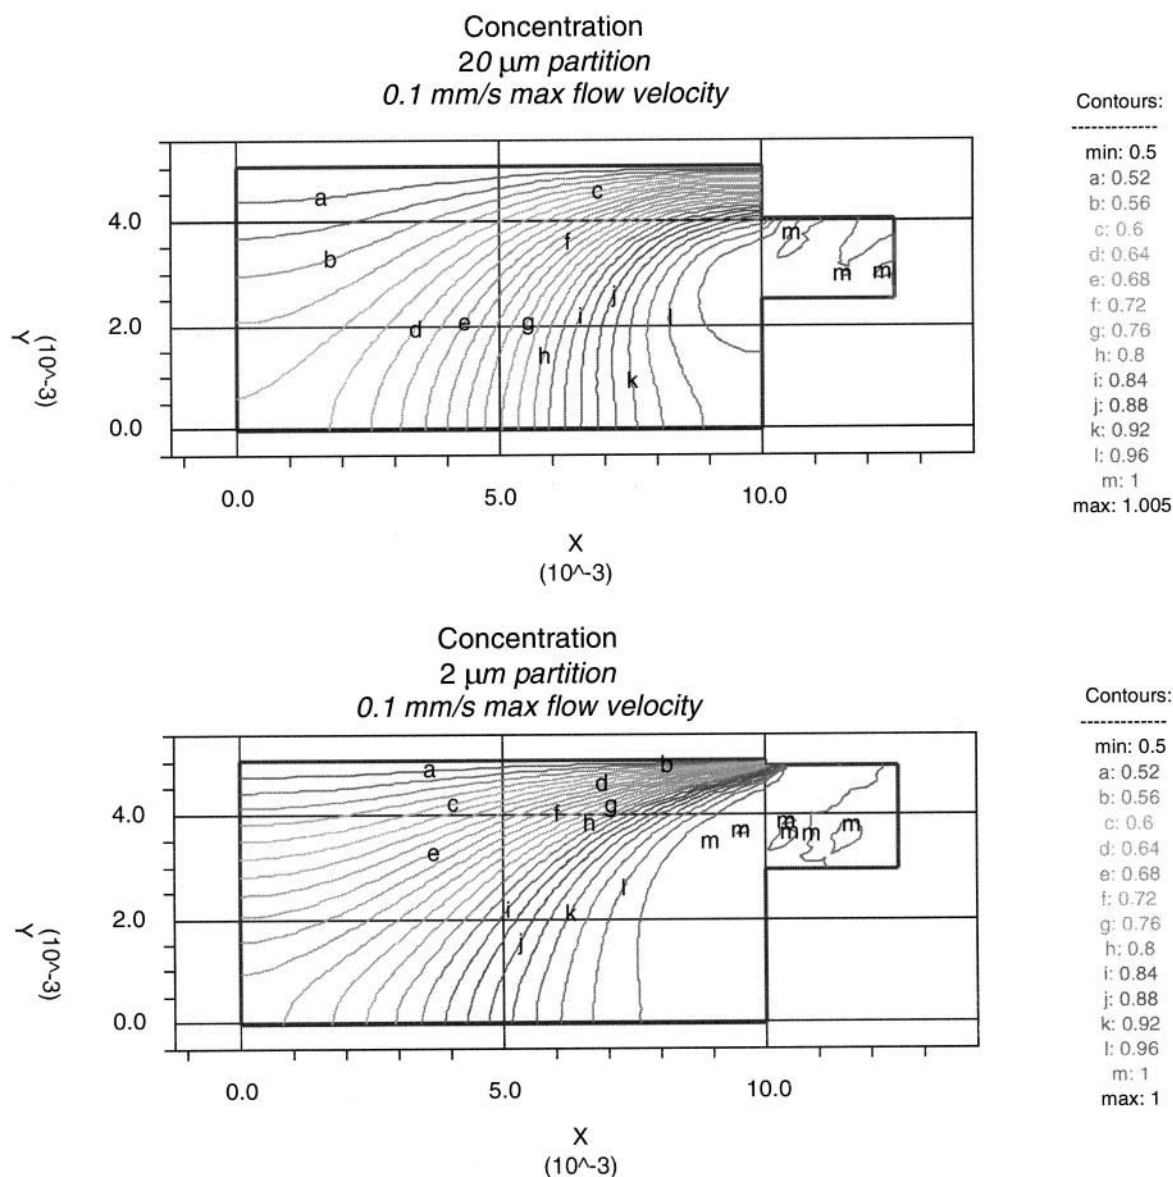 Concentration
20 µm partition
0.1 mm/s max flow velocity
Contours:
min: 0.5
a: 0.52
b: 0.56
c: 0.6
d: 0.64
e: 0.68
f: 0.72
g: 0.76
h: 0.8
i: 0.84
j: 0.88
k: 0.92
l: 0.96
m: 1
max: 1.005
a
c
m
b
f
m m
j
d e g i l
h
k
4.0
2.0
0.0
Y
(10^-3)
0.0 5.0 10.0
X
(10^-3)
Concentration
2 µm partition
0.1 mm/s max flow velocity
Contours:
min: 0.5
a: 0.52
b: 0.56
c: 0.6
d: 0.64
e: 0.68
f: 0.72
g: 0.76
h: 0.8
i: 0.84
j: 0.88
k: 0.92
l: 0.96
m: 1
max: 1
a b
d
c g
f h m m
m m m m
e m
l
i k
j
4.0
2.0
0.0
Y
(10^-3)
0.0 5.0 10.0
X
(10^-3)